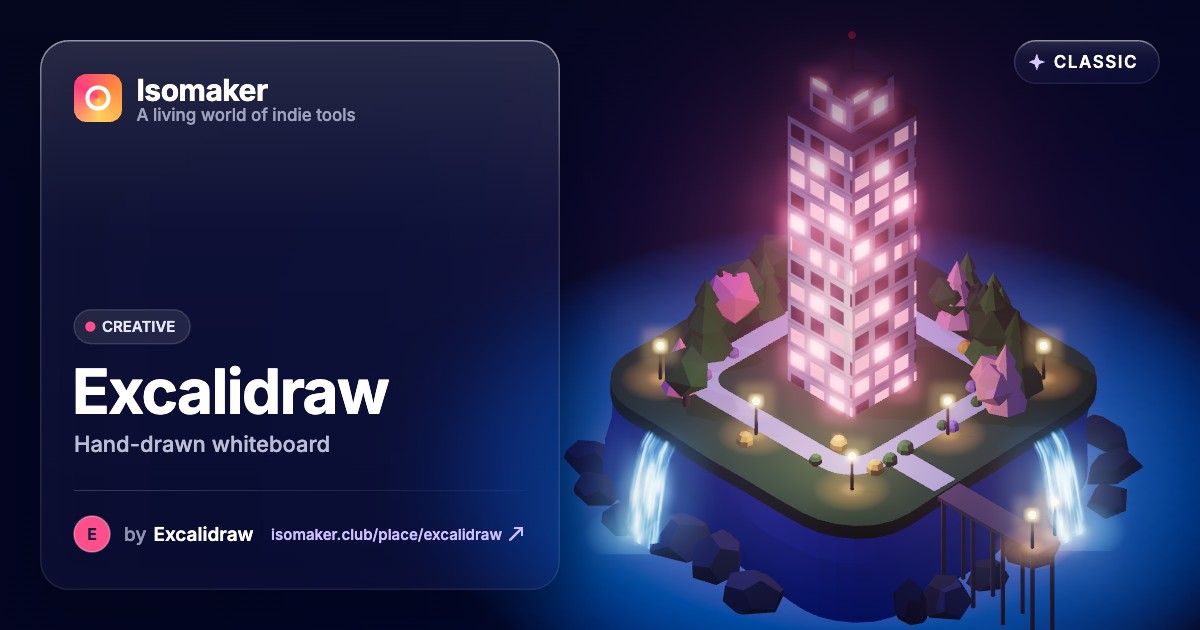 Isomaker
A living world of indie tools
CLASSIC
CREATIVE
Excalidraw
Hand-drawn whiteboard
E by Excalidraw isomaker.club/place/excalidraw ↗